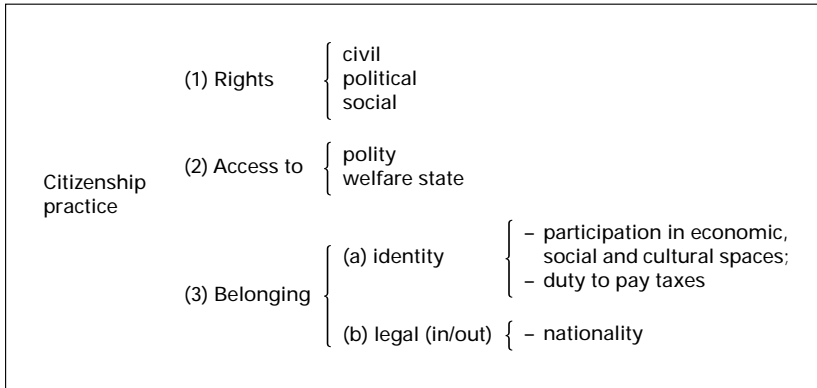 (1) Rights
civil
political
social
Citizenship
practice
(2) Access to
polity
welfare state
(3) Belonging
(a) identity
– participation in economic,
social and cultural spaces;
– duty to pay taxes
(b) legal (in/out)
– nationality